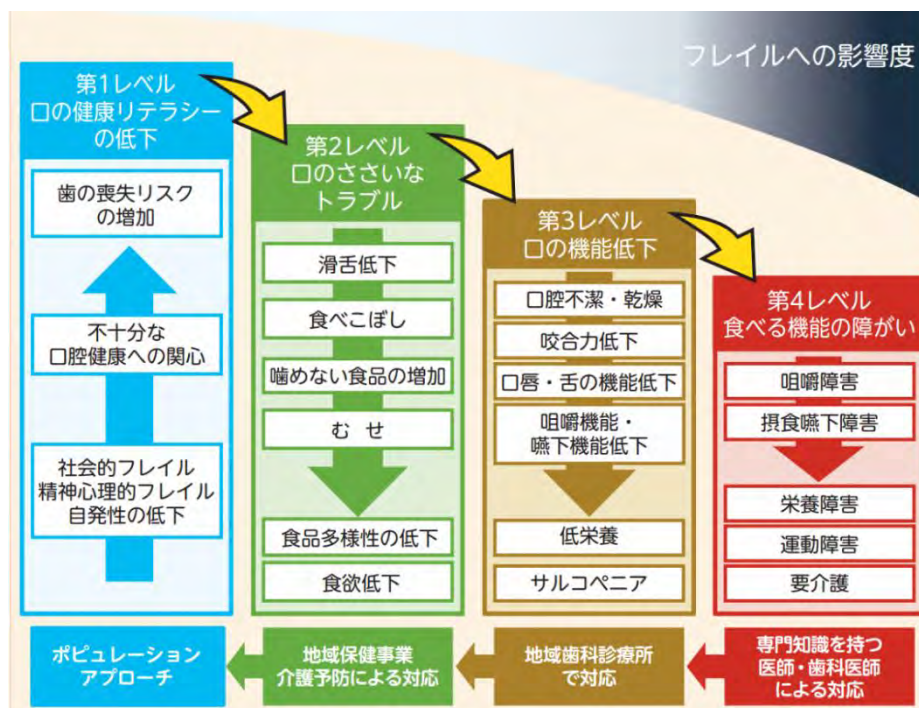 フレイルへの影響度
第1レベル
口の健康リテラシー
の低下
歯の喪失リスク
の増加
不十分な
口腔健康への関心
社会的フレイル
精神心理的フレイル
自発性の低下
ポピュレーション
アプローチ
第2レベル
口のささいな
トラブル
滑舌低下
食べこぼし
噛めない食品の増加
むせ
食品多様性の低下
食欲低下
地域保健事業
介護予防による対応
第3レベル
口の機能低下
口腔不潔・乾燥
咬合力低下
口唇・舌の機能低下
咀嚼機能・
嚥下機能低下
低栄養
サルコペニア
地域歯科診療所
で対応
第4レベル
食べる機能の障がい
咀嚼障害
摂食嚥下障害
栄養障害
運動障害
要介護
専門知識を持つ
医師・歯科医師
による対応